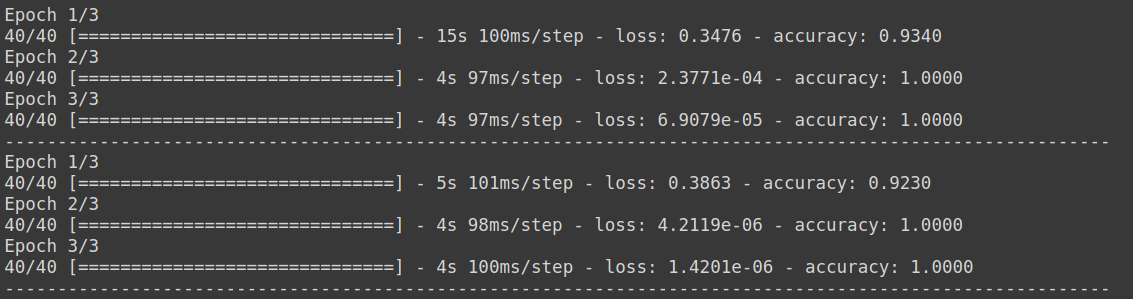 Epoch 1/3
40/40 [==============================] - 15s 100ms/step - loss: 0.3476 - accuracy: 0.9340
Epoch 2/3
40/40 [==============================] - 4s 97ms/step - loss: 2.3771e-04 - accuracy: 1.0000
Epoch 3/3
40/40 [==============================] - 4s 97ms/step - loss: 6.9079e-05 - accuracy: 1.0000
---------------------------------------------------------------------------------------------------------
Epoch 1/3
40/40 [==============================] - 5s 101ms/step - loss: 0.3863 - accuracy: 0.9230
Epoch 2/3
40/40 [==============================] - 4s 98ms/step - loss: 4.2119e-06 - accuracy: 1.0000
Epoch 3/3
40/40 [==============================] - 4s 100ms/step - loss: 1.4201e-06 - accuracy: 1.0000
---------------------------------------------------------------------------------------------------------